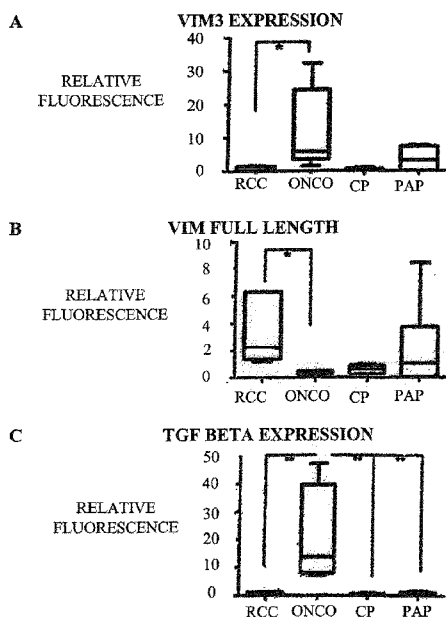 A VIM3 EXPRESSION
RELATIVE
FLUORESCENCE
40
30
20
10
0
*
RCC ONCO CP PAP
B VIM FULL LENGTH
RELATIVE
FLUORESCENCE
10
8
6
4
2
0
*
RCC ONCO CP PAP
C TGF BETA EXPRESSION
RELATIVE
FLUORESCENCE
50
40
30
20
10
0
** ** **
RCC ONCO CP PAP